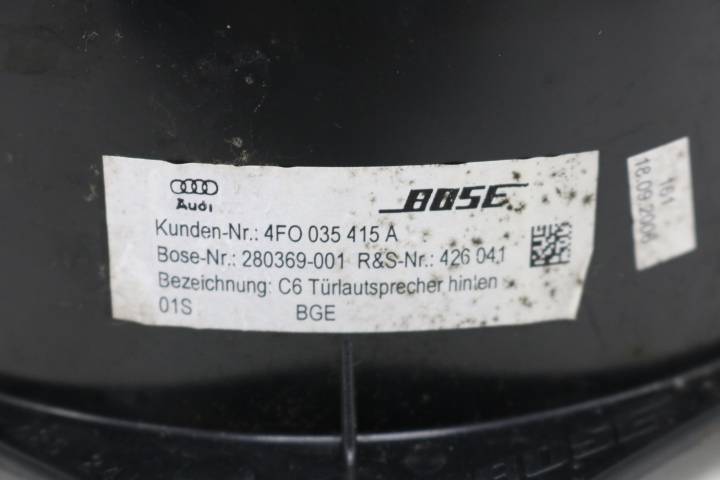 Audi
BOSE
Kunden-Nr.: 4FO 035 415 A
Bose-Nr.: 280369-001 R&S-Nr.: 426 041
Bezeichnung: C6 Türlautsprecher hinten
01S BGE
161
18.09.2006
BOSE